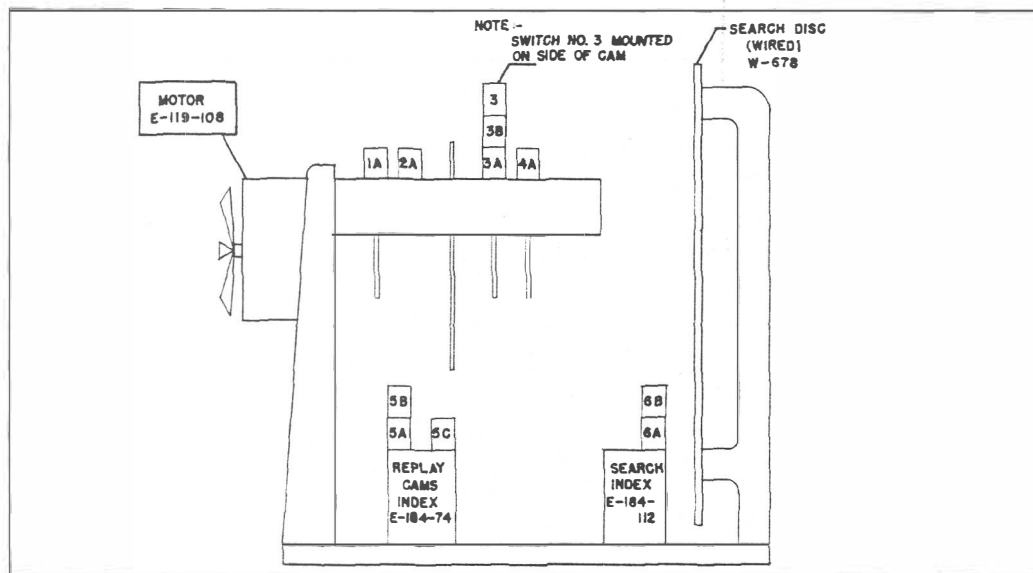 NOTE:-
SWITCH NO. 3 MOUNTED
ON SIDE OF CAM
SEARCH DISC
(WIRED)
W-678
MOTOR
E-119-108
3
3B
1A
2A
3A
4A
5B
5A
5C
6B
6A
REPLAY
CAMS
INDEX
E-184-74
SEARCH
INDEX
E-184-
112